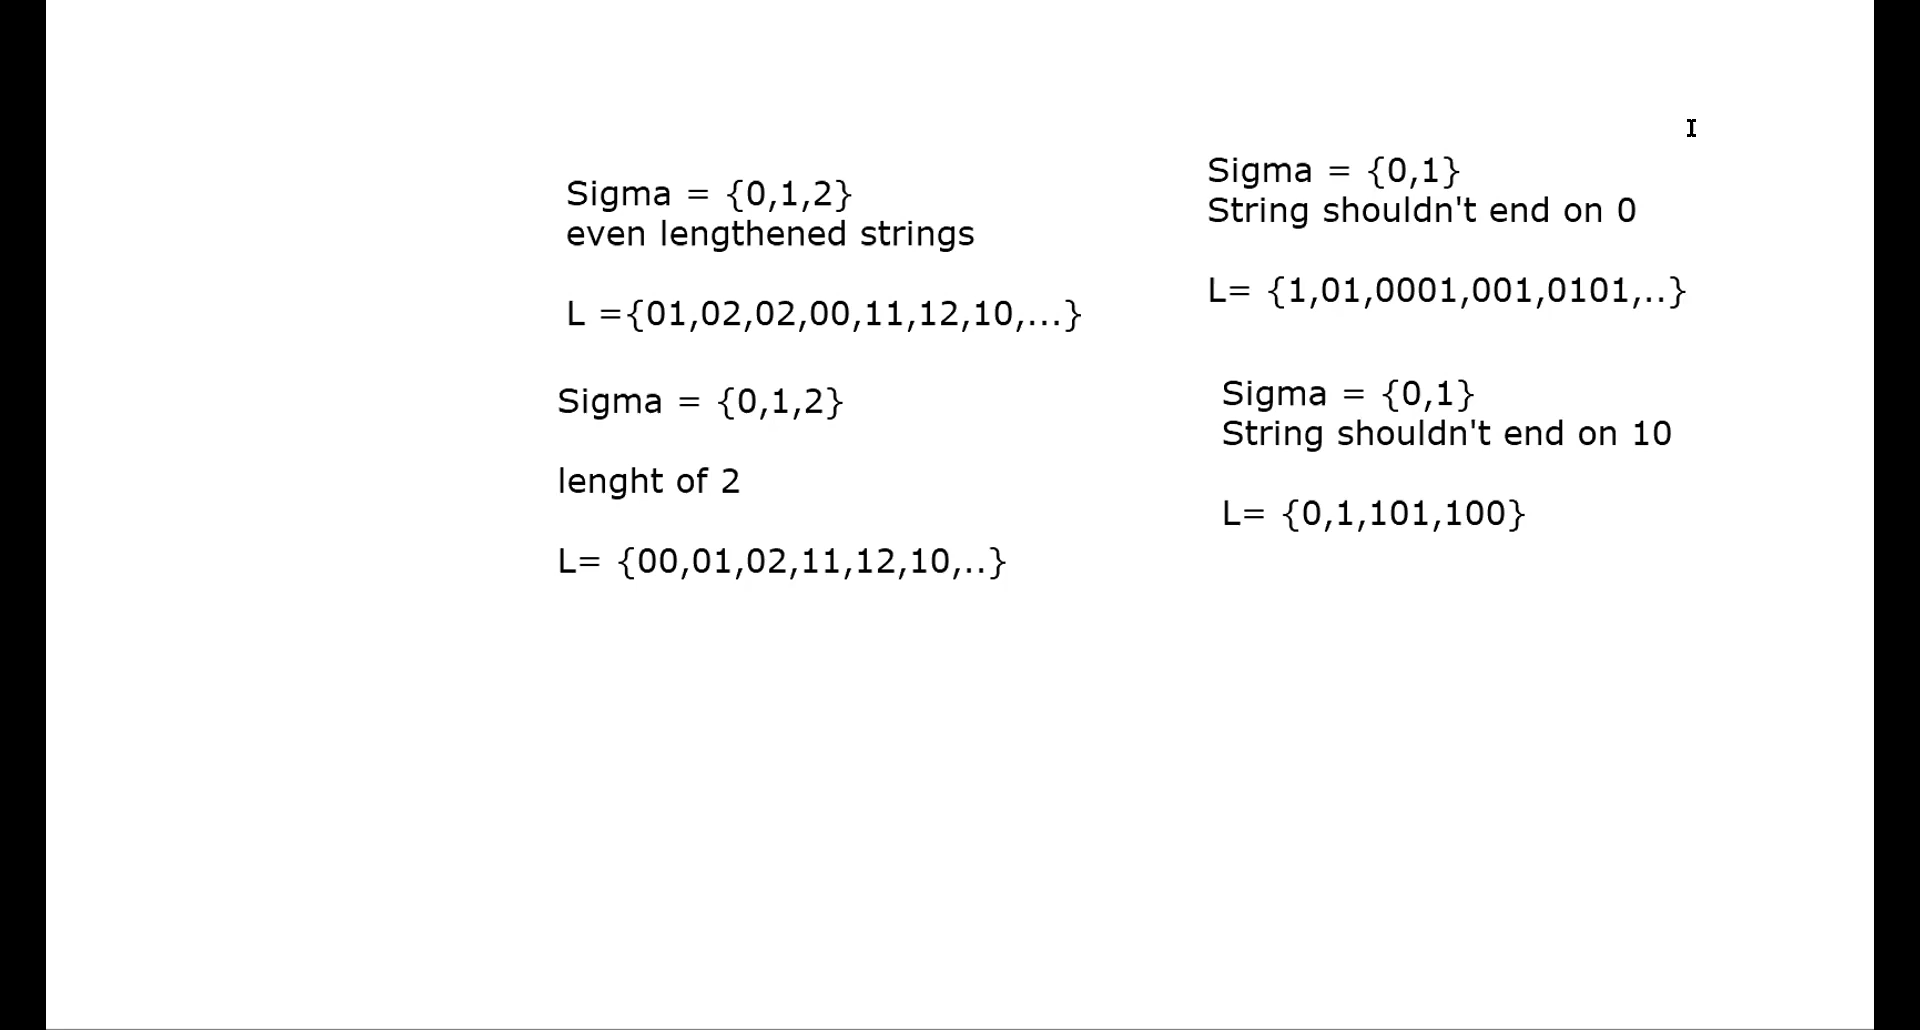 Sigma = {0,1,2}
even lengthened strings
L ={01,02,02,00,11,12,10,...}
Sigma = {0,1,2}
lenght of 2
L= {00,01,02,11,12,10,..}
Sigma = {0,1}
String shouldn't end on 0
L= {1,01,0001,001,0101,..}
Sigma = {0,1}
String shouldn't end on 10
L= {0,1,101,100}